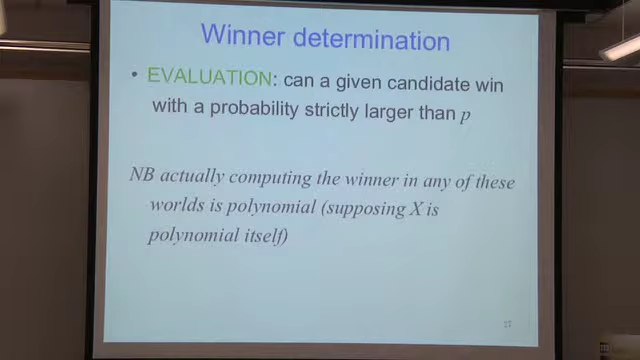 Winner determination
• EVALUATION: can a given candidate win
with a probability strictly larger than p
NB actually computing the winner in any of these
worlds is polynomial (supposing X is
polynomial itself)
27